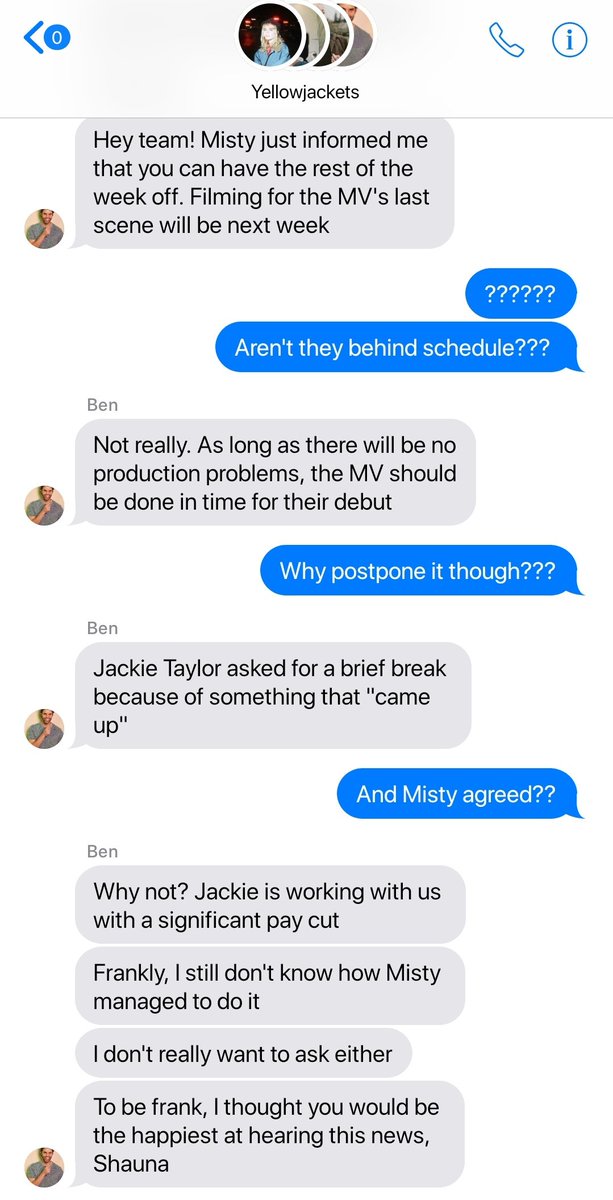 0
Yellowjackets
Hey team! Misty just informed me
that you can have the rest of the
week off. Filming for the MV's last
scene will be next week
??????
Aren't they behind schedule???
Ben
Not really. As long as there will be no
production problems, the MV should
be done in time for their debut
Why postpone it though???
Ben
Jackie Taylor asked for a brief break
because of something that "came
up"
And Misty agreed??
Ben
Why not? Jackie is working with us
with a significant pay cut
Frankly, I still don't know how Misty
managed to do it
I don't really want to ask either
To be frank, I thought you would be
the happiest at hearing this news,
Shauna